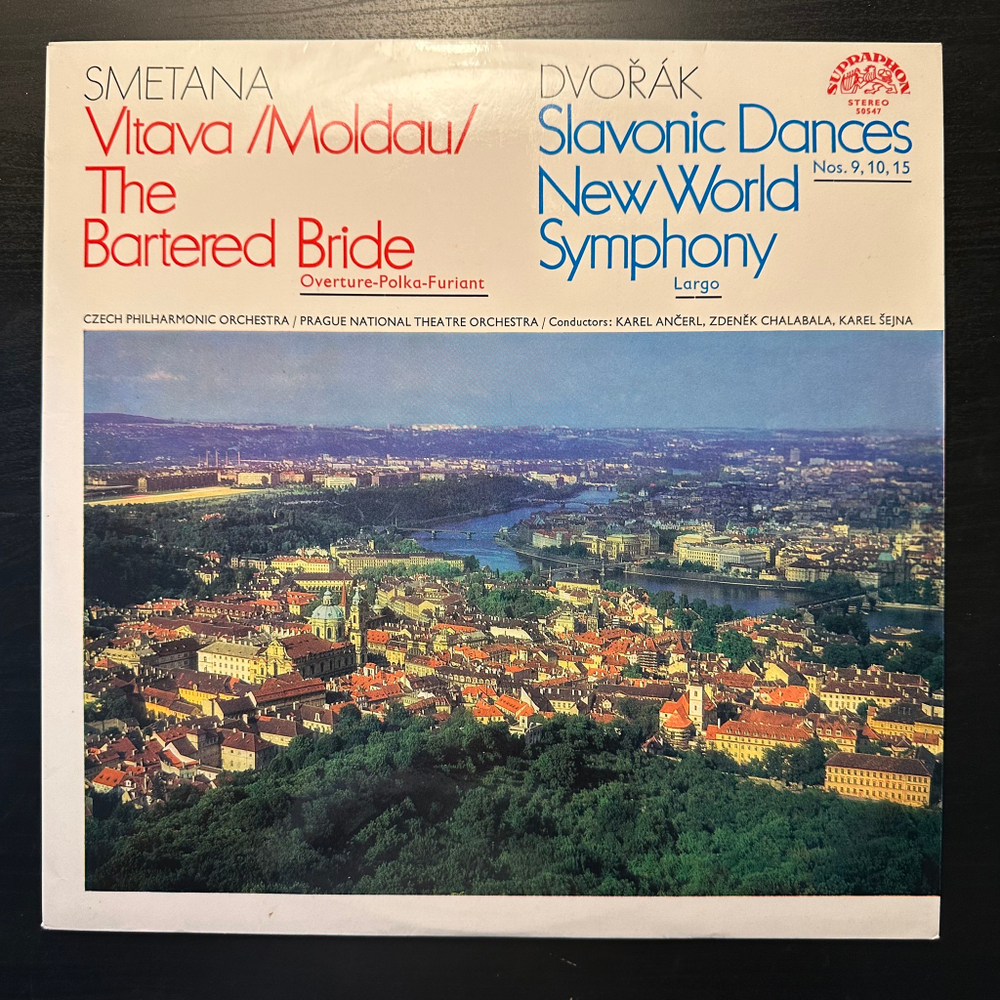 SMETANA
Vltava /Moldau/
The
Bartered Bride
Overture-Polka-Furiant
DVOŘÁK
Slavonic Dances
Nos. 9, 10, 15
New World
Symphony
Largo
SUPRAPHON
STEREO
50547
CZECH PHILHARMONIC ORCHESTRA / PRAGUE NATIONAL THEATRE ORCHESTRA / Conductors: KAREL ANČERL, ZDENĚK CHALABALA, KAREL ŠEJNA